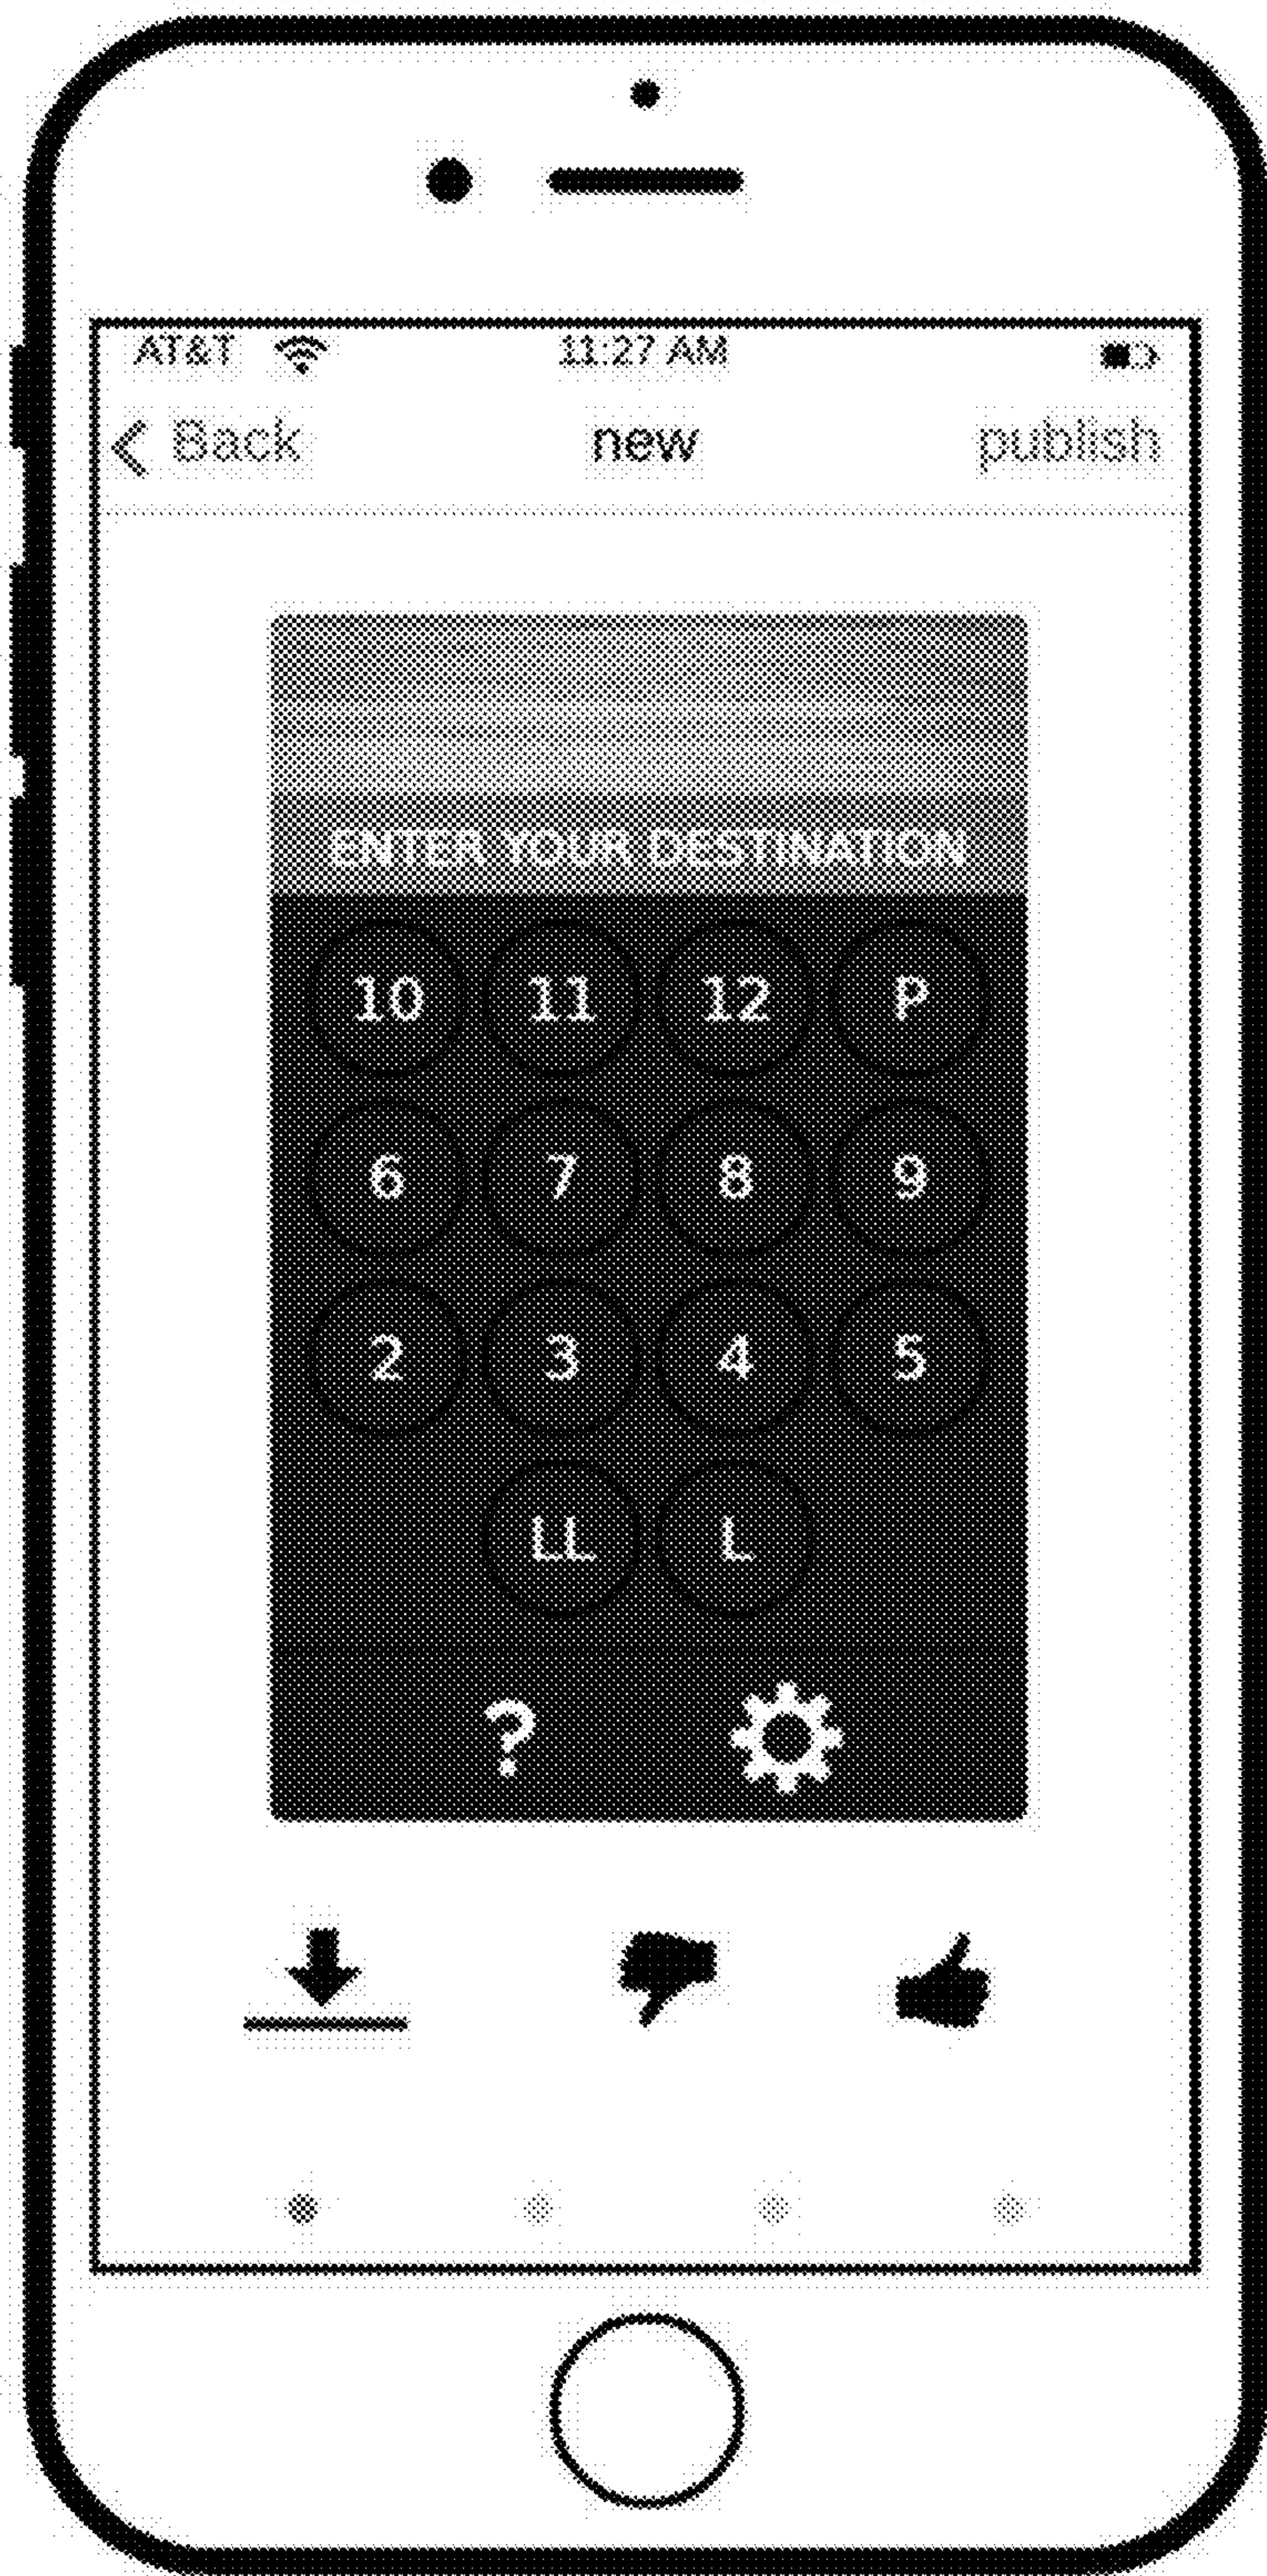 AT&T 11:27 AM
< Back new publish
ENTER YOUR DESTINATION
10 11 12 P
6 7 8 9
2 3 4 5
LL L
?